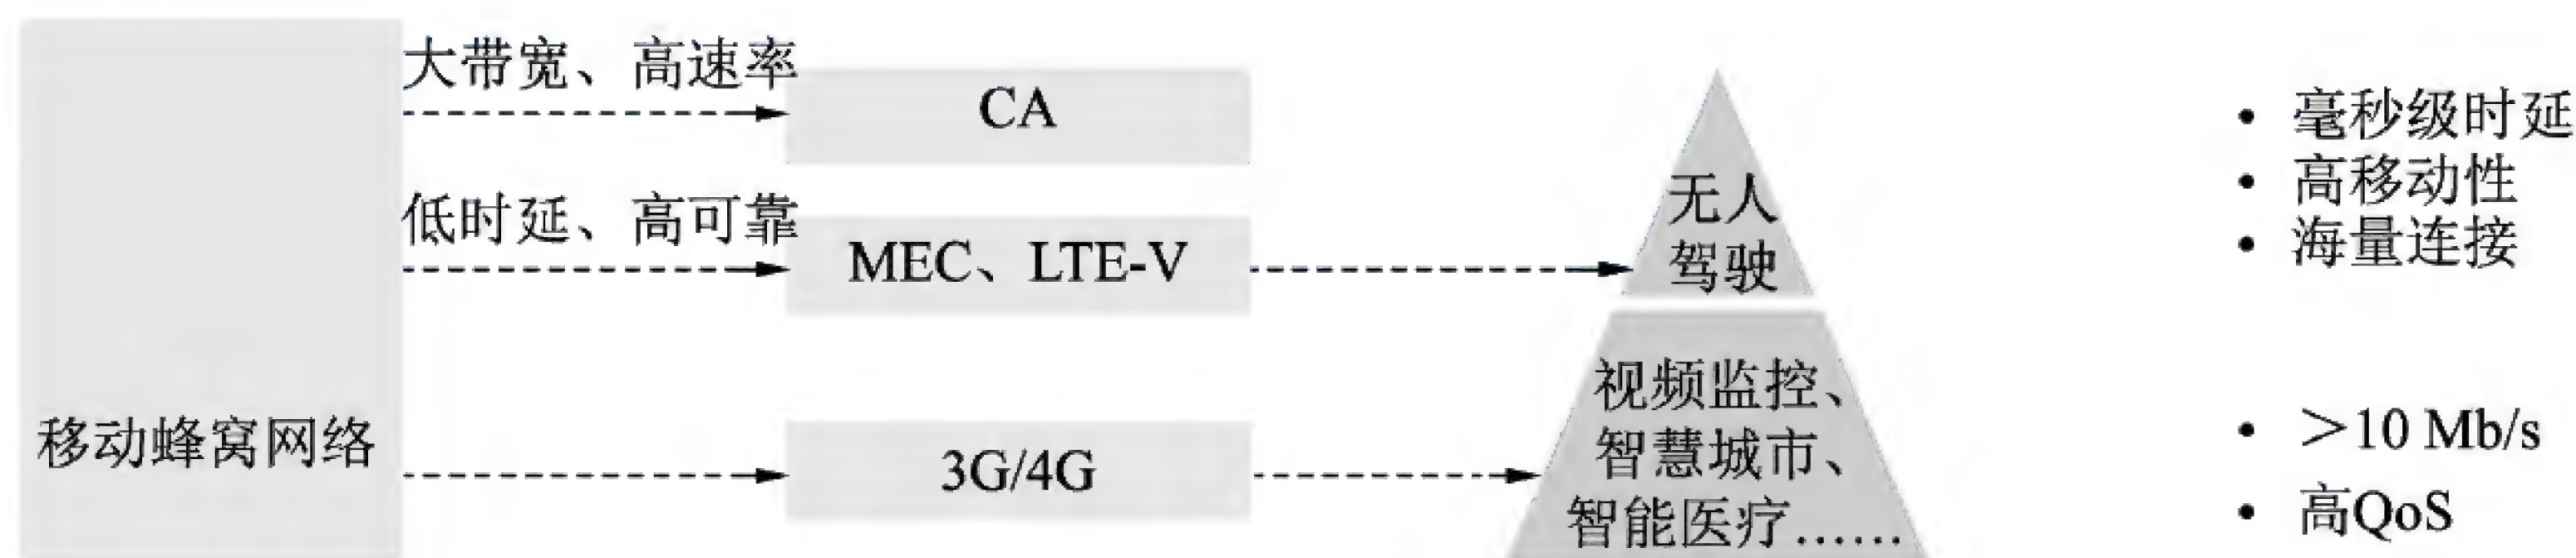 大带宽、高速率
CA
低时延、高可靠
MEC、LTE-V
移动蜂窝网络
3G/4G
无人
驾驶
视频监控、
智慧城市、
智能医疗……
• 毫秒级时延
• 高移动性
• 海量连接
• ＞10 Mb/s
• 高QoS